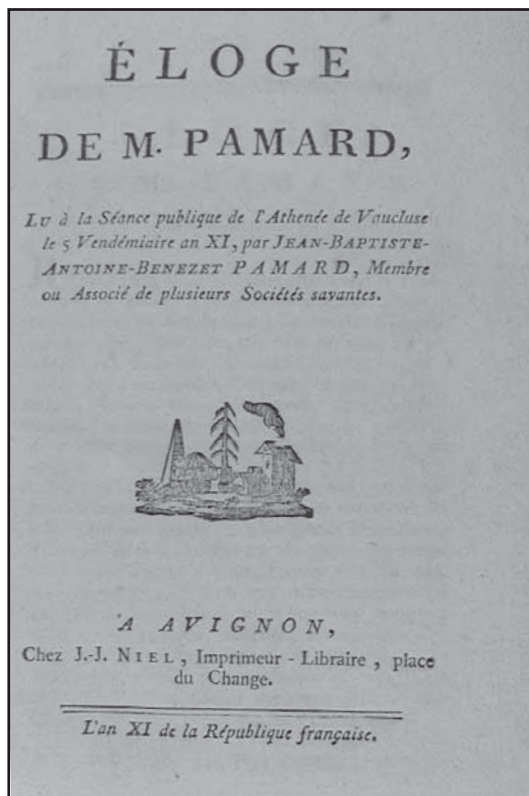 ÉLOGE
DE M. PAMARD,
LU à la Séance publique de l'Athenée de Vaucluse
le 5 Vendémiaire an XI, par JEAN-BAPTISTE-
ANTOINE-BENEZET PAMARD, Membre
ou Associé de plusieurs Sociétés savantes.
A AVIGNON,
Chez J.-J. NIEL, Imprimeur-Libraire, place
du Change.
L'an XI de la République française.